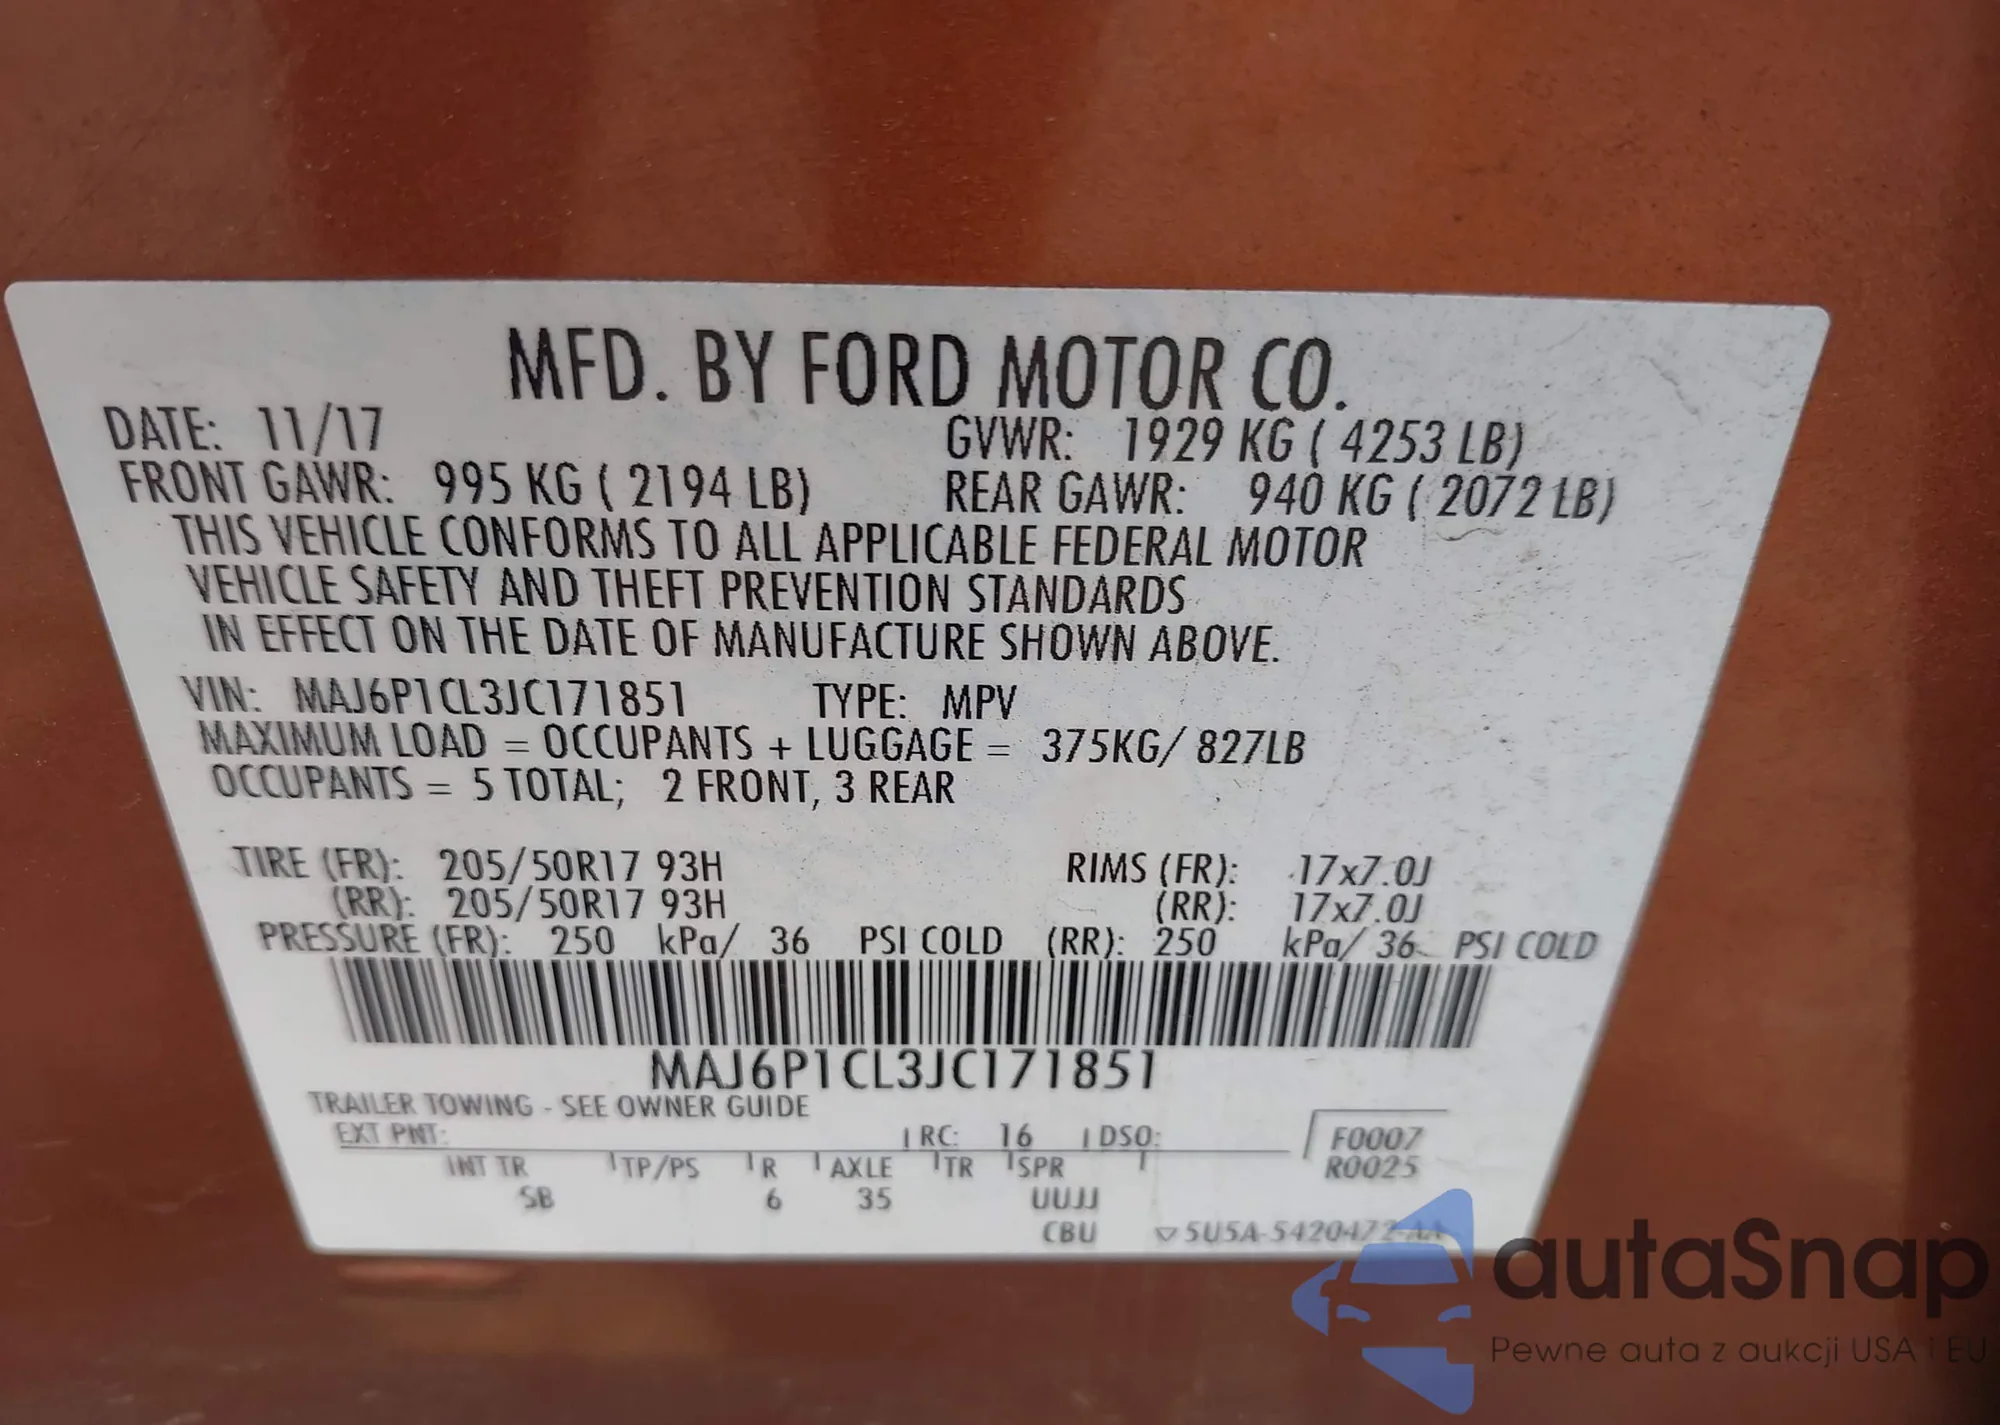 MFD. BY FORD MOTOR CO.
DATE: 11/17 GVWR: 1929 KG ( 4253 LB)
FRONT GAWR: 995 KG ( 2194 LB) REAR GAWR: 940 KG ( 2072 LB)
THIS VEHICLE CONFORMS TO ALL APPLICABLE FEDERAL MOTOR
VEHICLE SAFETY AND THEFT PREVENTION STANDARDS
IN EFFECT ON THE DATE OF MANUFACTURE SHOWN ABOVE.
VIN: MAJ6P1CL3JC171851 TYPE: MPV
MAXIMUM LOAD = OCCUPANTS + LUGGAGE = 375KG/ 827LB
OCCUPANTS = 5 TOTAL; 2 FRONT, 3 REAR
TIRE (FR): 205/50R17 93H RIMS (FR): 17x7.0J
(RR): 205/50R17 93H (RR): 17x7.0J
PRESSURE (FR): 250 kPa/ 36 PSI COLD (RR): 250 kPa/ 36 PSI COLD
MAJ6P1CL3JC171851
TRAILER TOWING - SEE OWNER GUIDE
EXT PNT: RC: 16 DSO: F0007
R0025
INT TR TP/PS R AXLE TR SPR
SB 6 35 UUJJ
CBU 5U5A-5420472-AA
autaSnap
Pewne auta z aukcji USA i EU